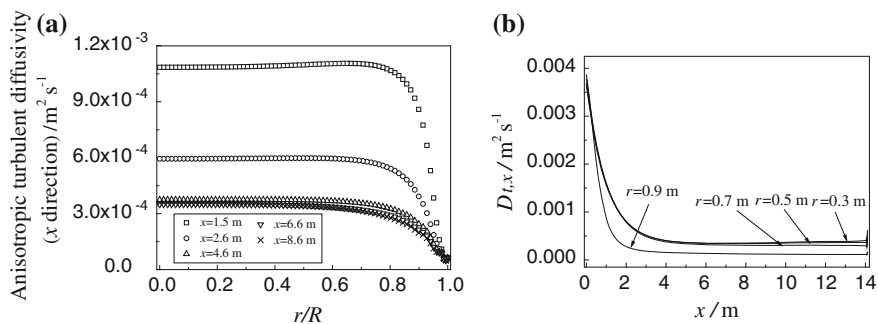 (a)
Anisotropic turbulent diffusivity
(x direction) /m² s⁻¹
1.2x10⁻³
9.0x10⁻⁴
6.0x10⁻⁴
3.0x10⁻⁴
0.0
x=1.5 m
x=2.6 m
x=4.6 m
x=6.6 m
x=8.6 m
0.0 0.2 0.4 0.6 0.8 1.0
r/R
(b)
Dt,x / m² s⁻¹
0.004
0.003
0.002
0.001
0.000
r=0.9 m
r=0.7 m
r=0.5 m
r=0.3 m
0 2 4 6 8 10 12 14
x / m